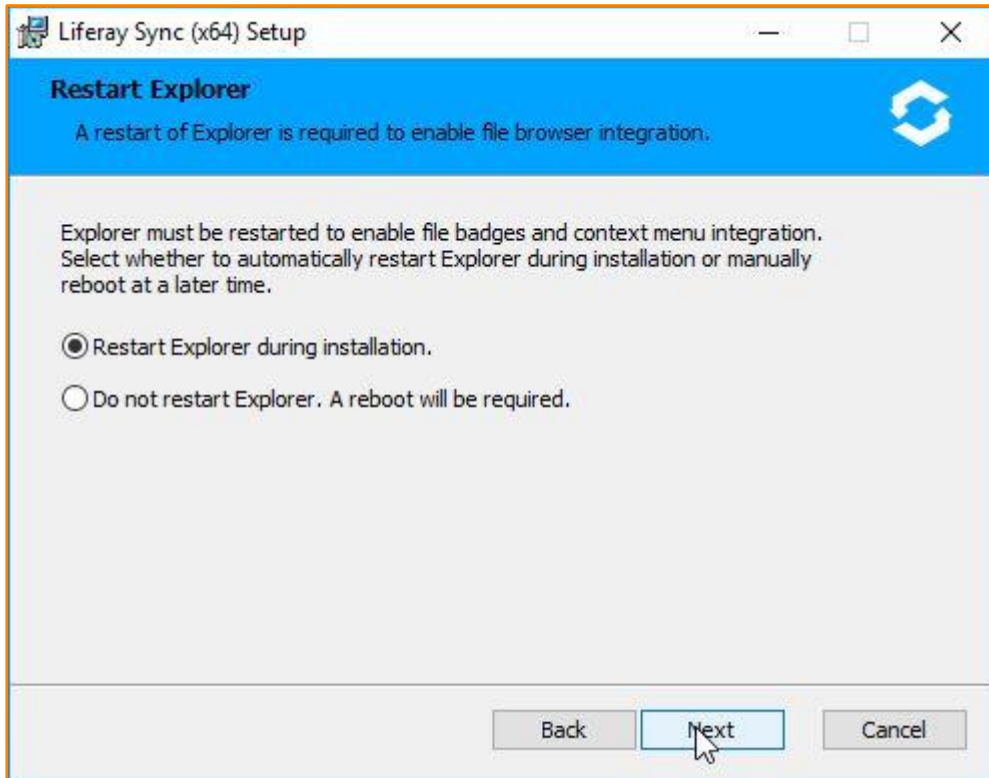 Liferay Sync (x64) Setup
Restart Explorer
A restart of Explorer is required to enable file browser integration.
Explorer must be restarted to enable file badges and context menu integration.
Select whether to automatically restart Explorer during installation or manually
reboot at a later time.
Restart Explorer during installation.
Do not restart Explorer. A reboot will be required.
Back Next Cancel